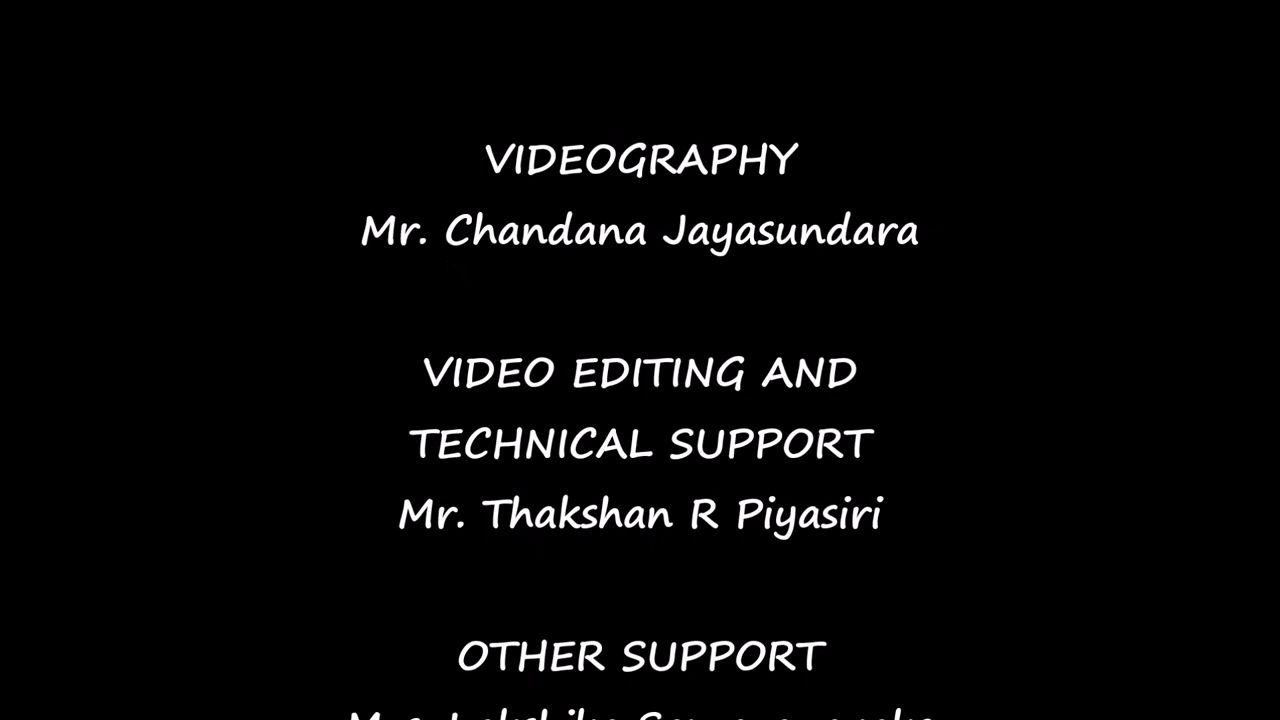 VIDEOGRAPHY
Mr. Chandana Jayasundara
VIDEO EDITING AND
TECHNICAL SUPPORT
Mr. Thakshan R Piyasiri
OTHER SUPPORT